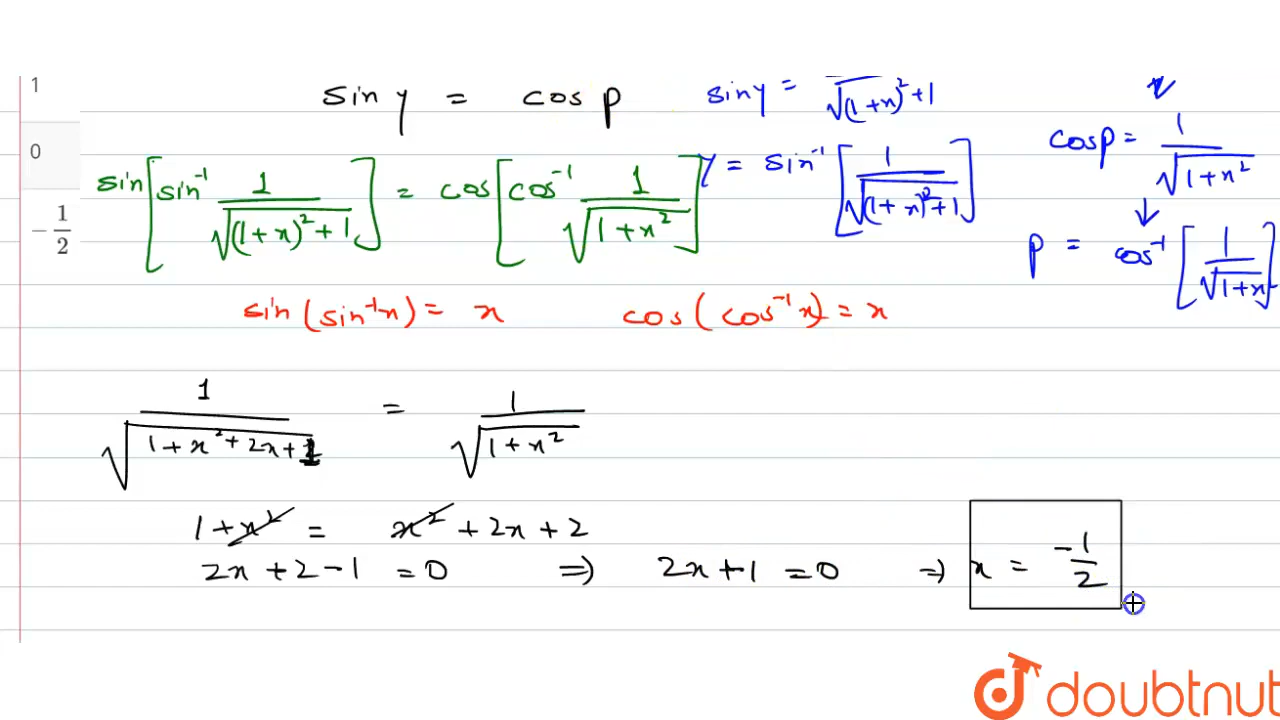 1
0
-1/2
sin y = cos p
sin y = 1/√((1+x)²+1)
cos p = 1/√(1+x²)
y = sin⁻¹[1/√((1+x)²+1)]
p = cos⁻¹[1/√(1+x²)]
sin[sin⁻¹ 1/√((1+x)²+1)] = cos[cos⁻¹ 1/√(1+x²)]
sin(sin⁻¹x) = x cos(cos⁻¹x) = x
1/√(1+x²+2x+1) = 1/√(1+x²)
1+x² = x²+2x+2
2x+2-1=0 ⇒ 2x+1=0 ⇒ x = -1/2
doubtnut